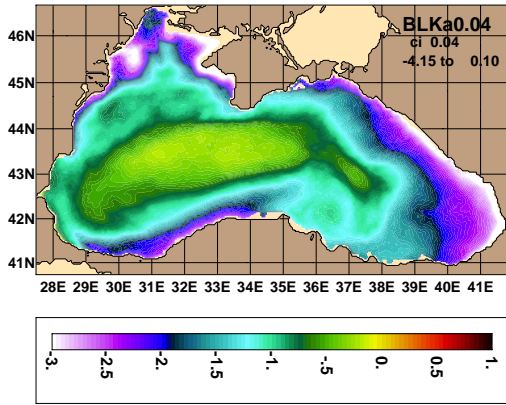 BLKa0.04
ci 0.04
-4.15 to 0.10
46N
45N
44N
43N
42N
41N
28E 29E 30E 31E 32E 33E 34E 35E 36E 37E 38E 39E 40E 41E
-3. -2.5 -2. -1.5 -1. -.5 0. 0.5 1.